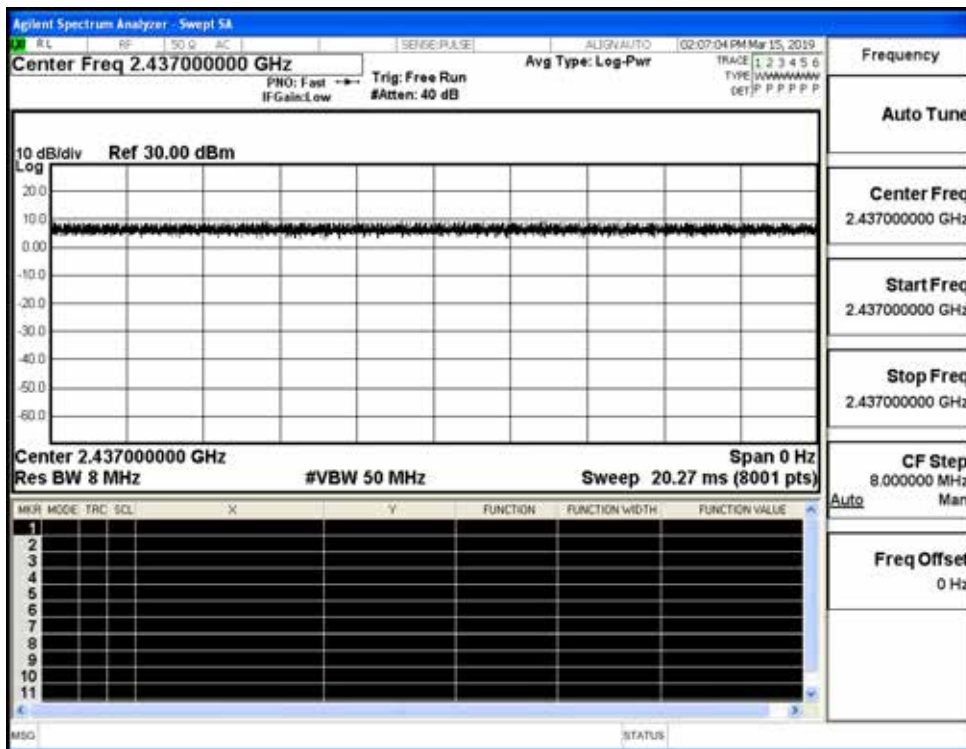 Agilent Spectrum Analyzer - Swept SA
RL RF 50 Ω AC SENSE:PULSE ALIGN AUTO 02:07:04 PM Mar 15, 2019
Center Freq 2.437000000 GHz
PNO: Fast
IFGain:Low
Trig: Free Run
#Atten: 40 dB
Avg Type: Log-Pwr
TRACE 1 2 3 4 5 6
TYPE WWWWWW
DET P P P P P P
10 dB/div Ref 30.00 dBm
Log
20.0
10.0
0.00
-10.0
-20.0
-30.0
-40.0
-50.0
-60.0
Center 2.437000000 GHz Span 0 Hz
Res BW 8 MHz #VBW 50 MHz Sweep 20.27 ms (8001 pts)
MKR MODE TRC SCL X Y FUNCTION FUNCTION WIDTH FUNCTION VALUE
1
2
3
4
5
6
7
8
9
10
11
MSG STATUS
Frequency
Auto Tune
Center Freq
2.437000000 GHz
Start Freq
2.437000000 GHz
Stop Freq
2.437000000 GHz
CF Step
8.000000 MHz
Auto Man
Freq Offset
0 Hz